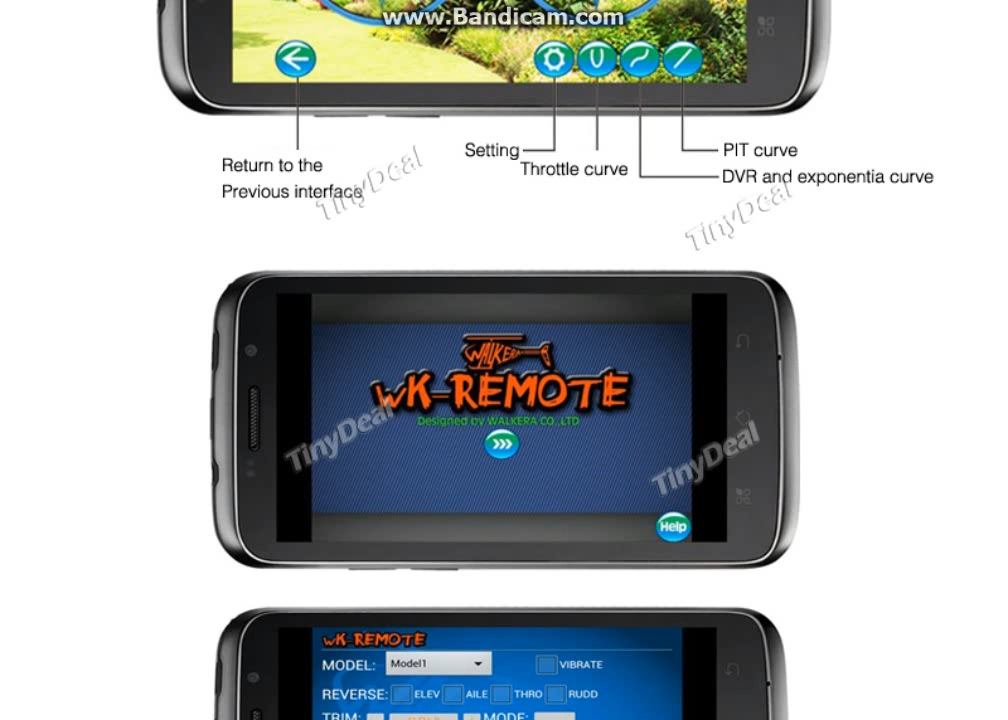 www.Bandicam.com
Return to the
Previous interface
Setting
Throttle curve
PIT curve
DVR and exponentia curve
TinyDeal
TinyDeal
WALKERA
WK-REMOTE
Designed by WALKERA CO.,LTD
TinyDeal
TinyDeal
Help
WK-REMOTE
MODEL: Model1 VIBRATE
REVERSE: ELEV AILE THRO RUDD
TRIM: MODE: